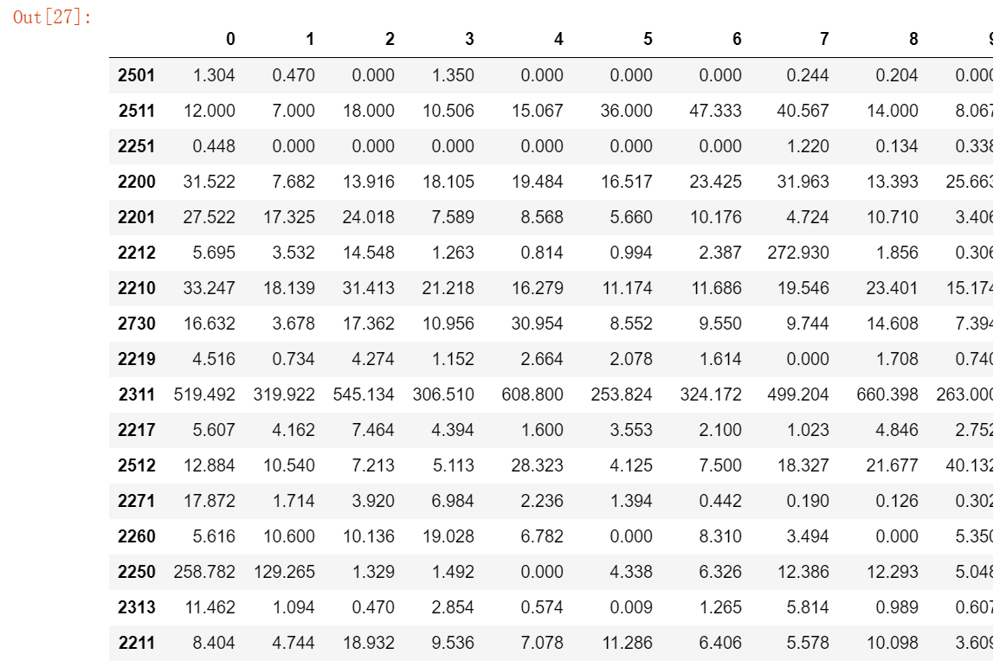 Out[27]:
0 1 2 3 4 5 6 7 8
2501 1.304 0.470 0.000 1.350 0.000 0.000 0.000 0.244 0.204 0.000
2511 12.000 7.000 18.000 10.506 15.067 36.000 47.333 40.567 14.000 8.067
2251 0.448 0.000 0.000 0.000 0.000 0.000 0.000 1.220 0.134 0.338
2200 31.522 7.682 13.916 18.105 19.484 16.517 23.425 31.963 13.393 25.663
2201 27.522 17.325 24.018 7.589 8.568 5.660 10.176 4.724 10.710 3.406
2212 5.695 3.532 14.548 1.263 0.814 0.994 2.387 272.930 1.856 0.306
2210 33.247 18.139 31.413 21.218 16.279 11.174 11.686 19.546 23.401 15.174
2730 16.632 3.678 17.362 10.956 30.954 8.552 9.550 9.744 14.608 7.394
2219 4.516 0.734 4.274 1.152 2.664 2.078 1.614 0.000 1.708 0.740
2311 519.492 319.922 545.134 306.510 608.800 253.824 324.172 499.204 660.398 263.000
2217 5.607 4.162 7.464 4.394 1.600 3.553 2.100 1.023 4.846 2.752
2512 12.884 10.540 7.213 5.113 28.323 4.125 7.500 18.327 21.677 40.132
2271 17.872 1.714 3.920 6.984 2.236 1.394 0.442 0.190 0.126 0.302
2260 5.616 10.600 10.136 19.028 6.782 0.000 8.310 3.494 0.000 5.350
2250 258.782 129.265 1.329 1.492 0.000 4.338 6.326 12.386 12.293 5.048
2313 11.462 1.094 0.470 2.854 0.574 0.009 1.265 5.814 0.989 0.607
2211 8.404 4.744 18.932 9.536 7.078 11.286 6.406 5.578 10.098 3.609